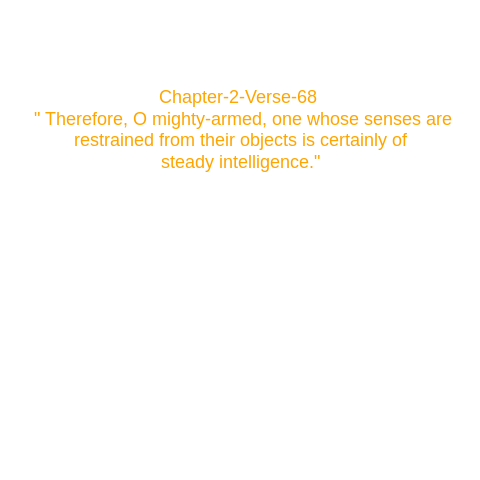 Chapter-2-Verse-68
" Therefore, O mighty-armed, one whose senses are
restrained from their objects is certainly of
steady intelligence."